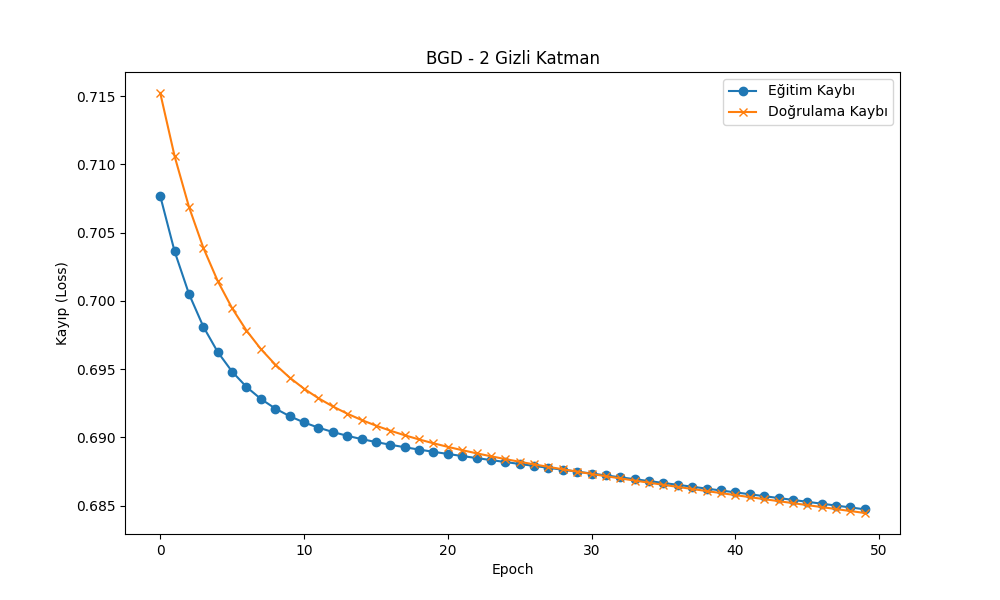 BGD - 2 Gizli Katman
Eğitim Kaybı
Doğrulama Kaybı
Kayıp (Loss)
0.715
0.710
0.705
0.700
0.695
0.690
0.685
0 10 20 30 40 50
Epoch